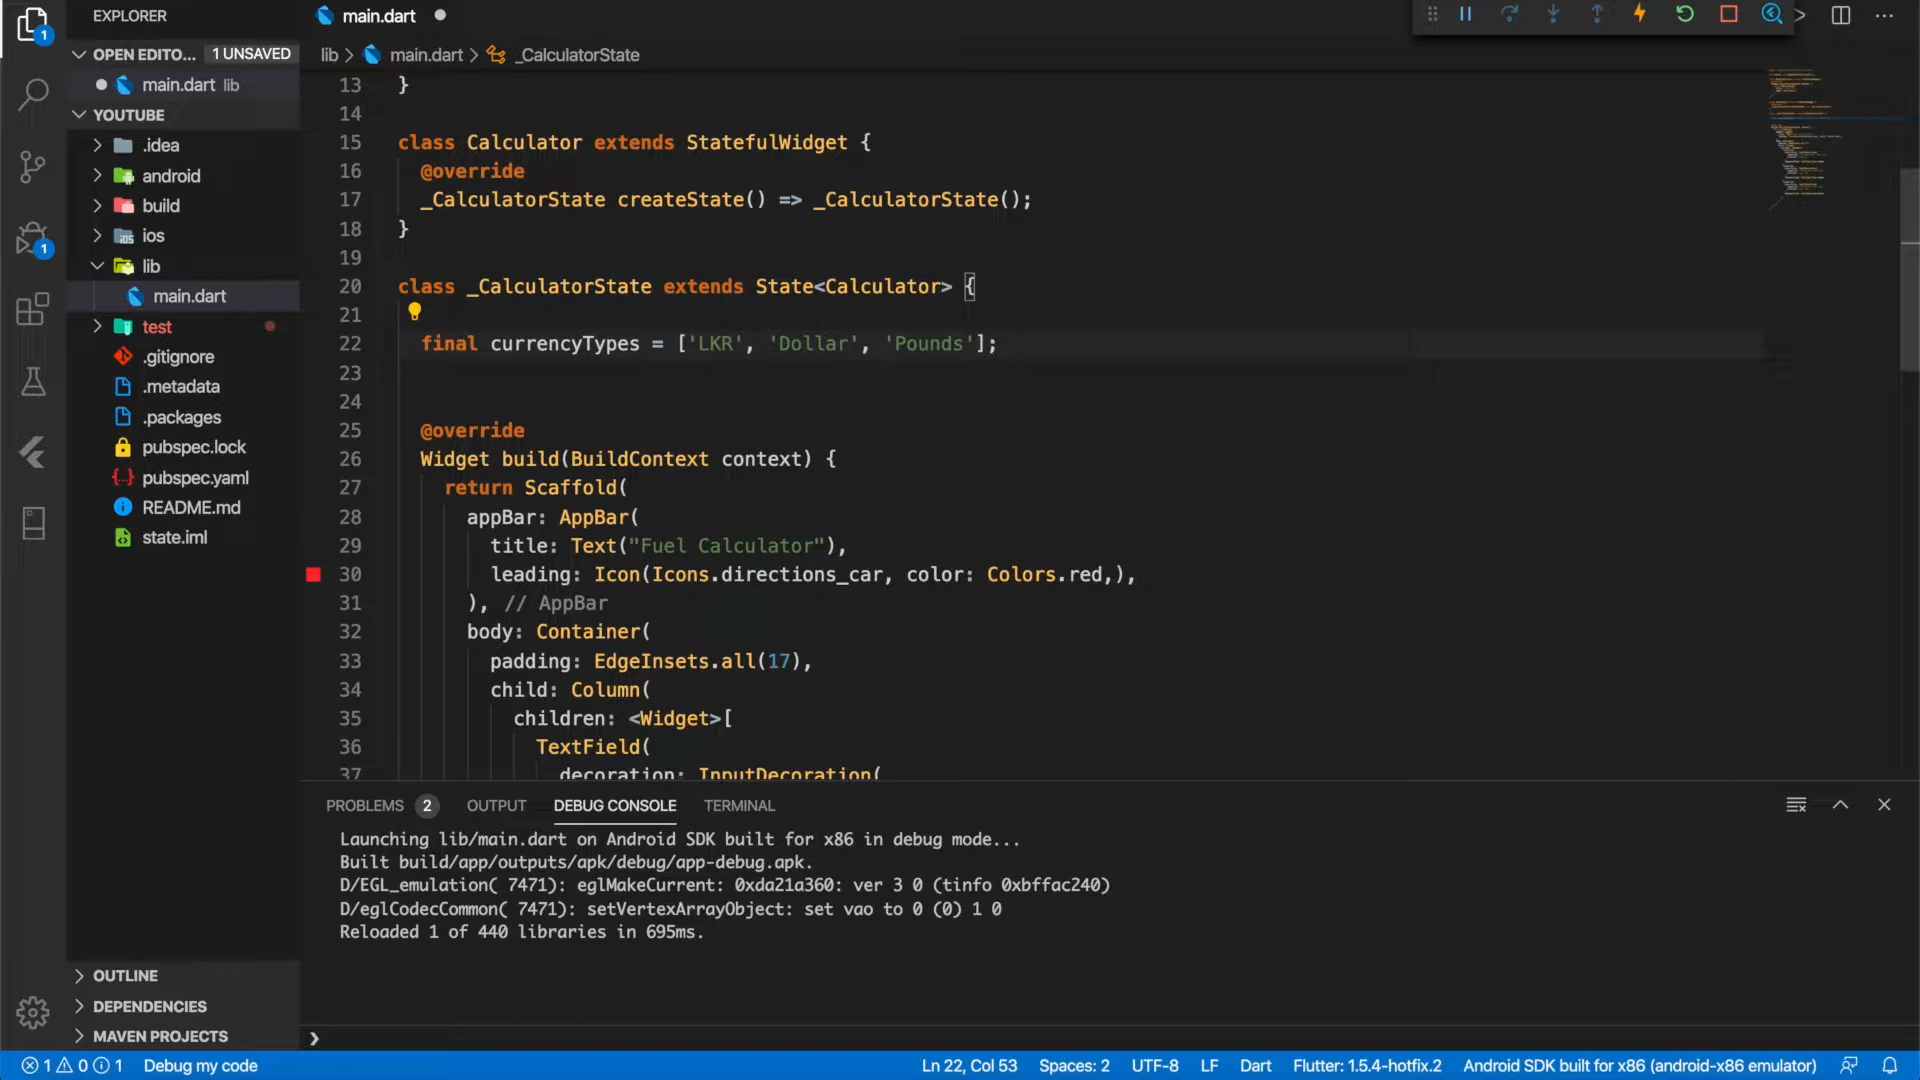 EXPLORER
main.dart
OPEN EDITO... 1 UNSAVED
lib main.dart _CalculatorState
main.dart lib
YOUTUBE
.idea
android
build
ios
lib
main.dart
test
.gitignore
.metadata
.packages
pubspec.lock
pubspec.yaml
README.md
state.iml
OUTLINE
DEPENDENCIES
MAVEN PROJECTS
1
1
13 }
14
15 class Calculator extends StatefulWidget {
16 @override
17 _CalculatorState createState() => _CalculatorState();
18 }
19
20 class _CalculatorState extends State<Calculator> {
21
22 final currencyTypes = ['LKR', 'Dollar', 'Pounds'];
23
24
25 @override
26 Widget build(BuildContext context) {
27 return Scaffold(
28 appBar: AppBar(
29 title: Text("Fuel Calculator"),
30 leading: Icon(Icons.directions_car, color: Colors.red,),
31 ), // AppBar
32 body: Container(
33 padding: EdgeInsets.all(17),
34 child: Column(
35 children: <Widget>[
36 TextField(
37 decoration: InputDecoration(
PROBLEMS 2 OUTPUT DEBUG CONSOLE TERMINAL
Launching lib/main.dart on Android SDK built for x86 in debug mode...
Built build/app/outputs/apk/debug/app-debug.apk.
D/EGL_emulation( 7471): eglMakeCurrent: 0xda21a360: ver 3 0 (tinfo 0xbffac240)
D/eglCodecCommon( 7471): setVertexArrayObject: set vao to 0 (0) 1 0
Reloaded 1 of 440 libraries in 695ms.
1 0 1 Debug my code Ln 22, Col 53 Spaces: 2 UTF-8 LF Dart Flutter: 1.5.4-hotfix.2 Android SDK built for x86 (android-x86 emulator)